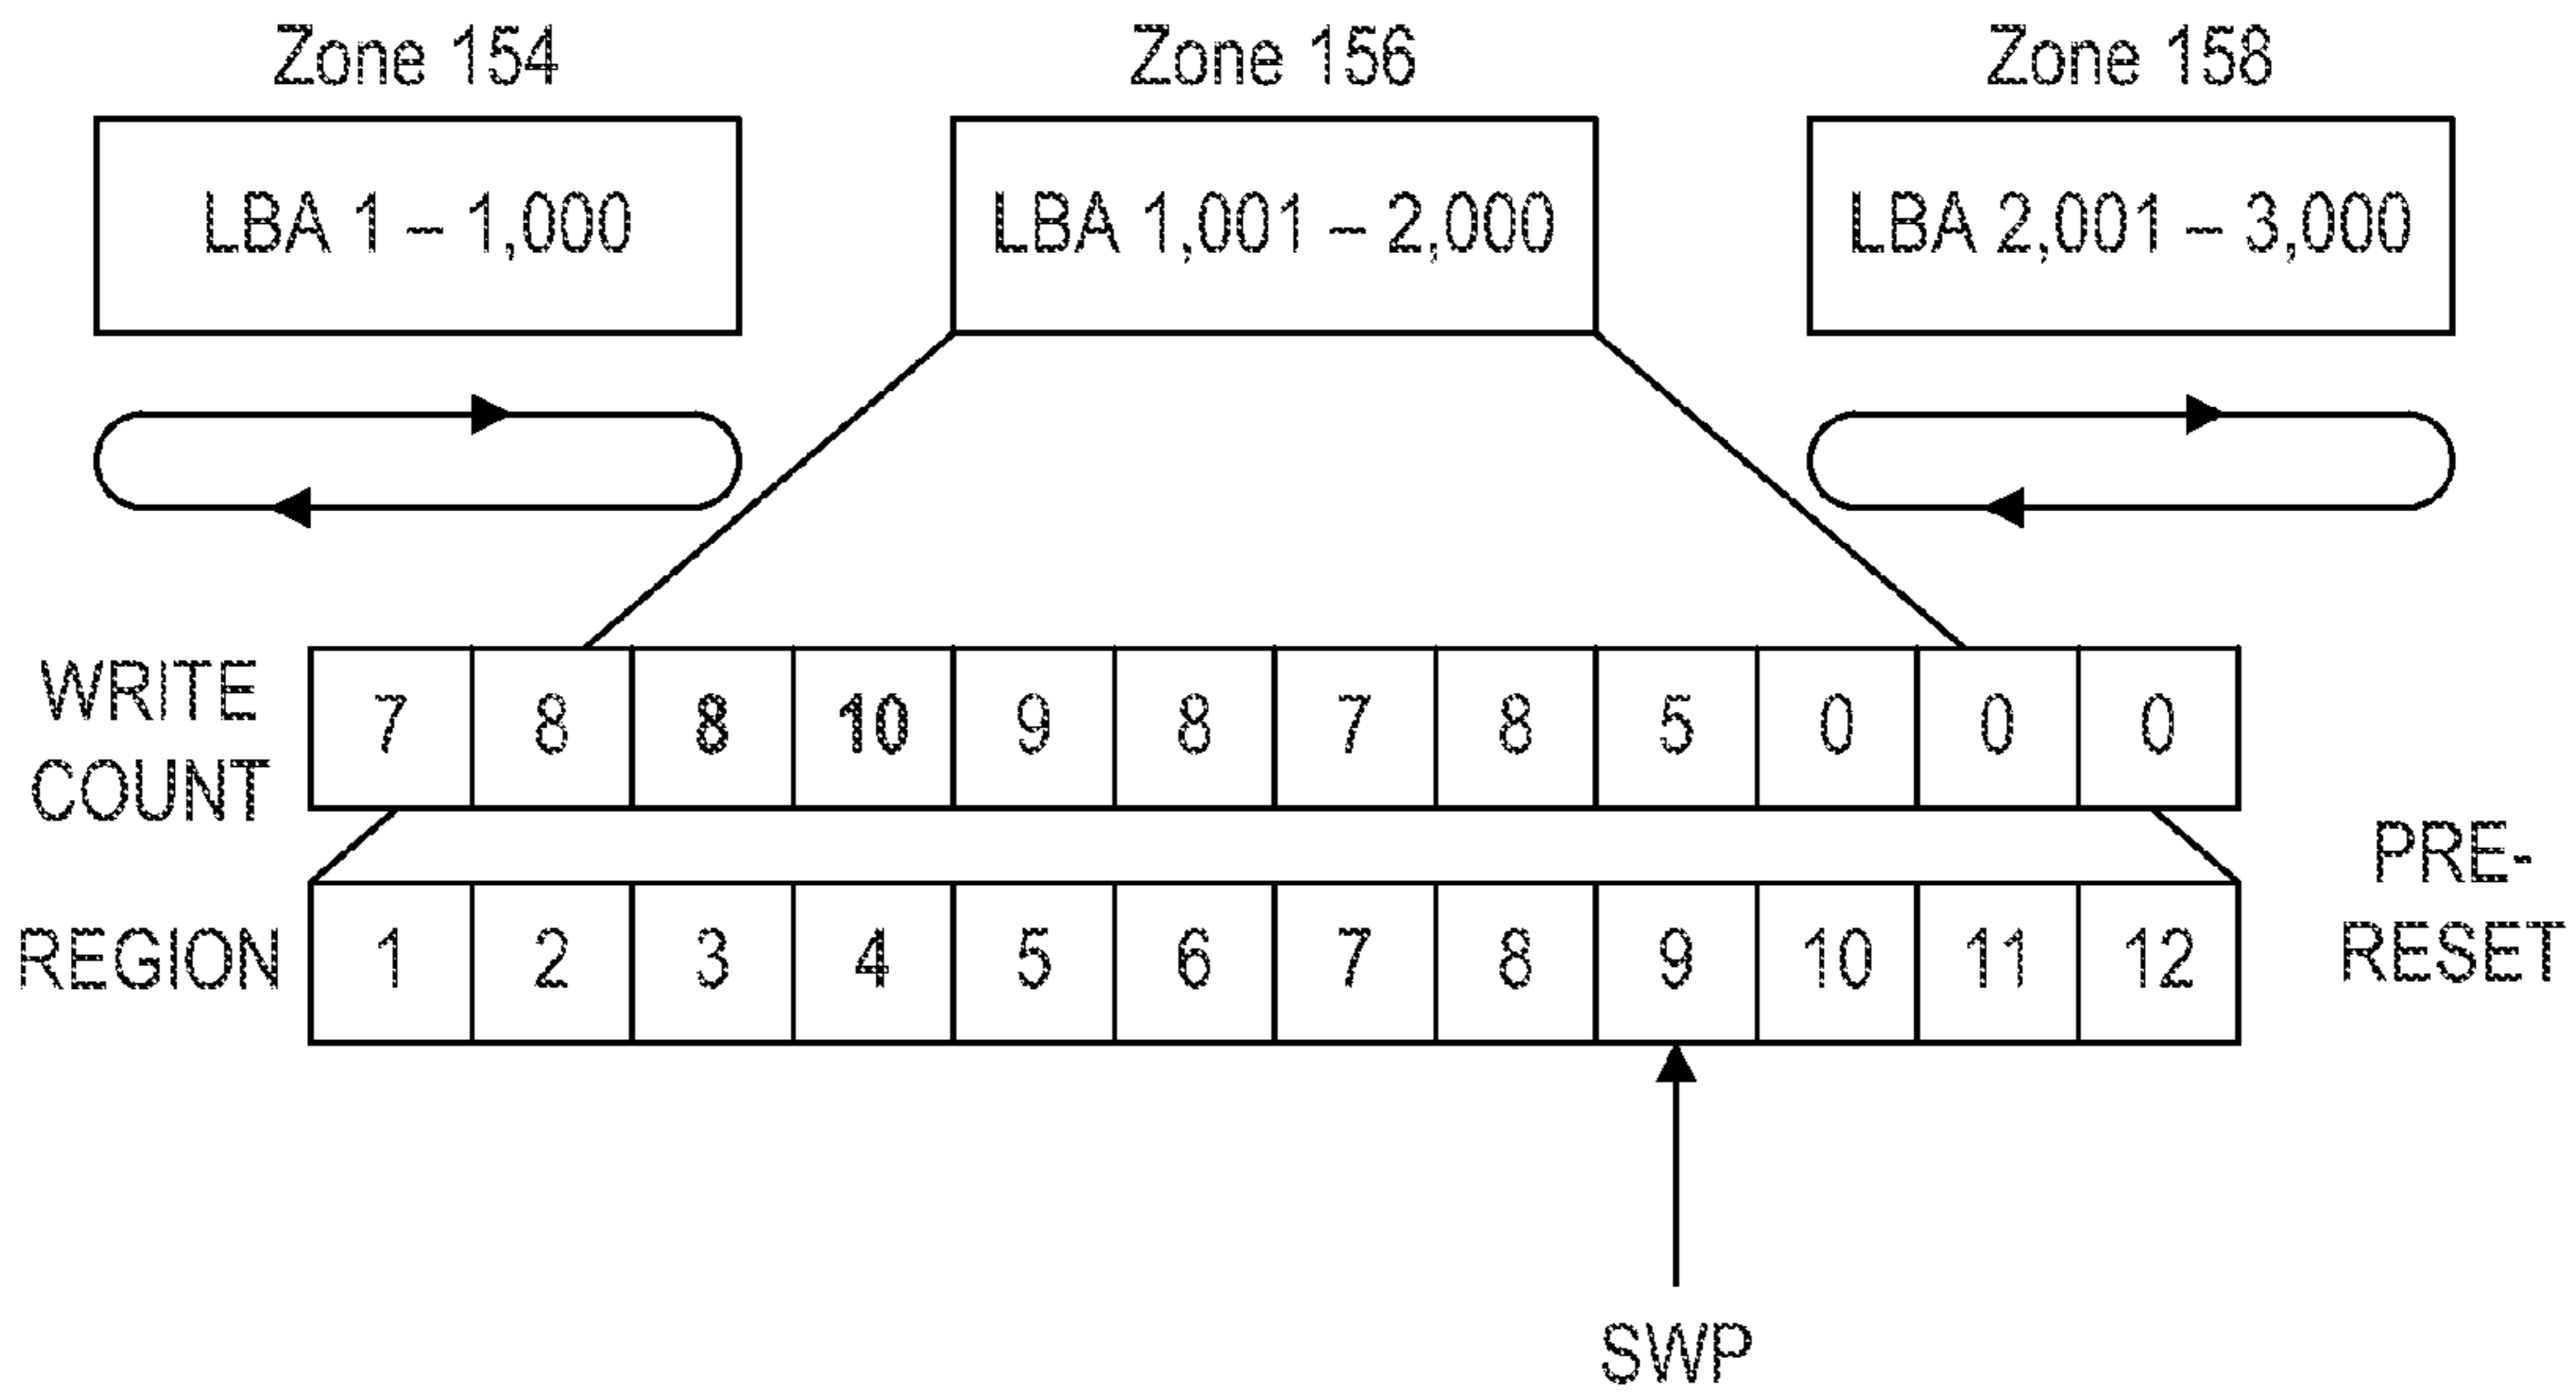 Zone 154 Zone 156 Zone 158
LBA 1 – 1,000 LBA 1,001 – 2,000 LBA 2,001 – 3,000
WRITE
COUNT
7 8 8 10 9 8 7 8 5 0 0 0
REGION
1 2 3 4 5 6 7 8 9 10 11 12
PRE-
RESET
SWP